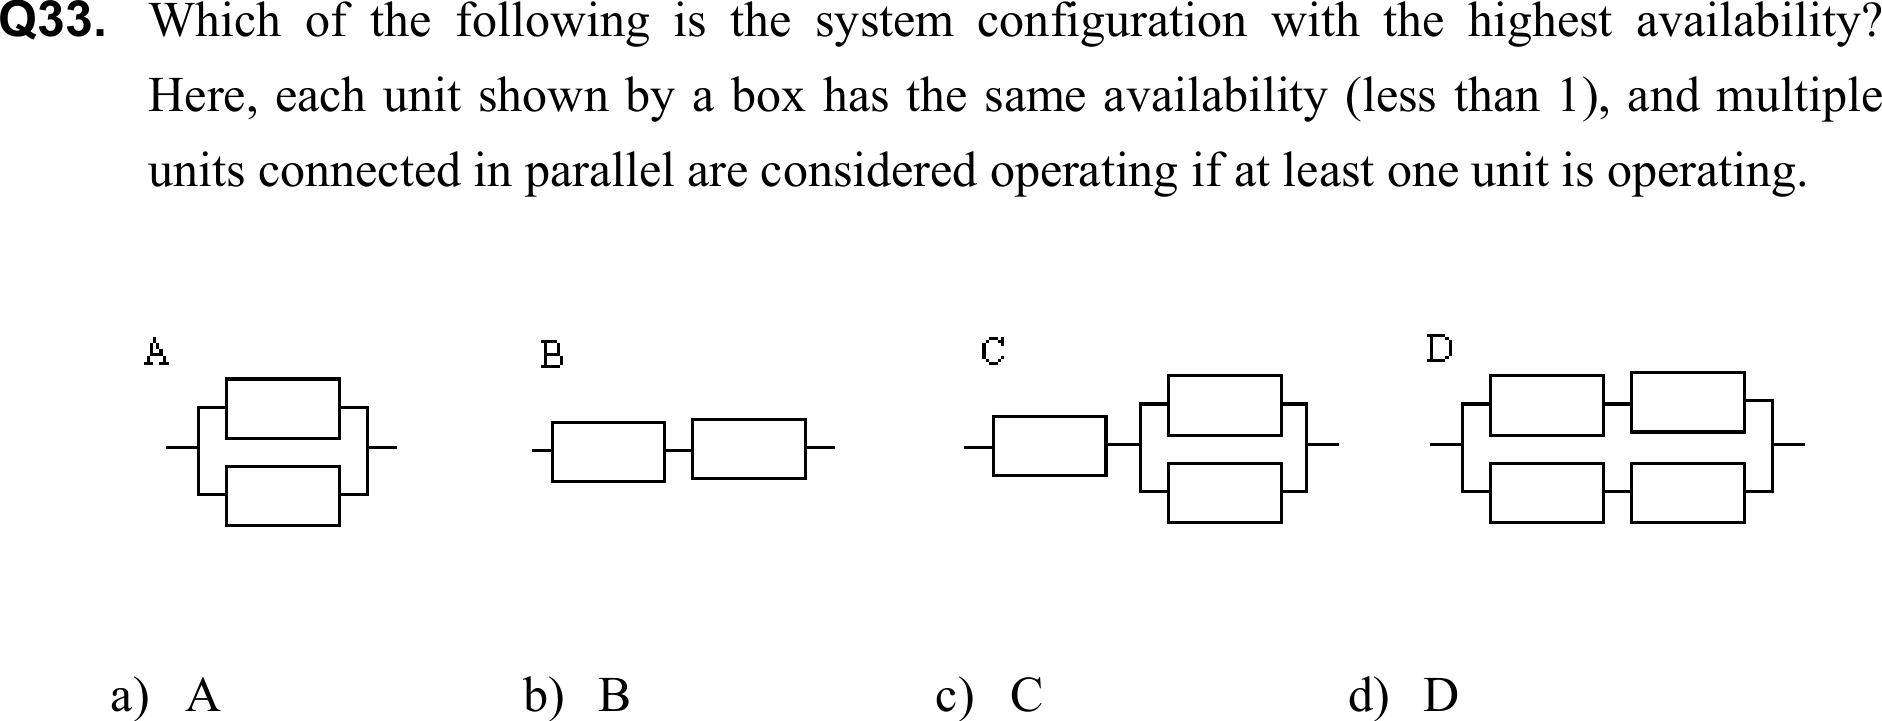 Q33. Which of the following is the system configuration with the highest availability?
Here, each unit shown by a box has the same availability (less than 1), and multiple
units connected in parallel are considered operating if at least one unit is operating.
A B C D
a) A b) B c) C d) D